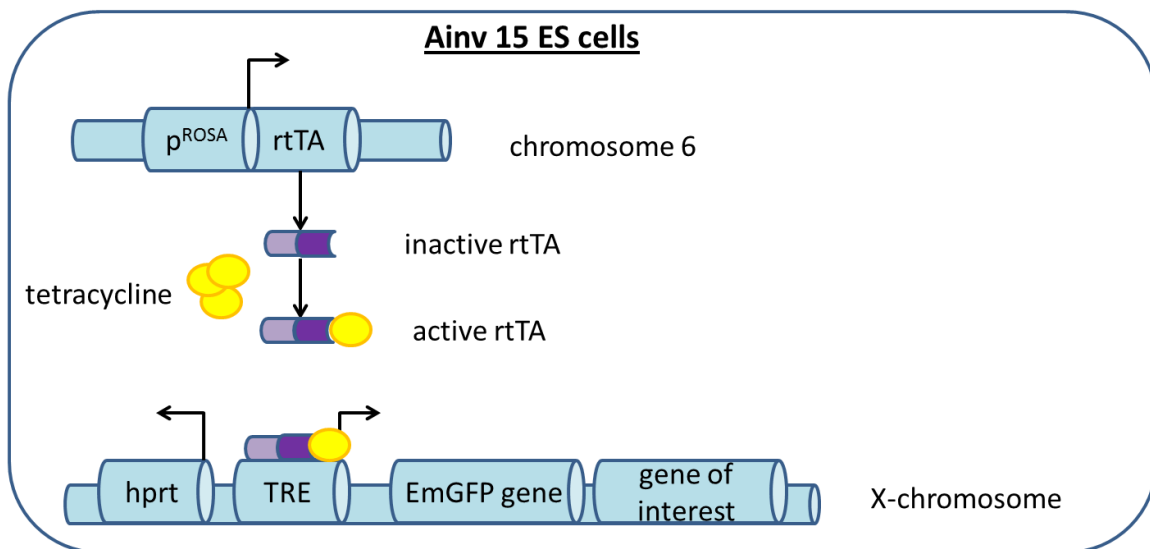 Ainv 15 ES cells
pROSA
rtTA
chromosome 6
inactive rtTA
tetracycline
active rtTA
hprt
TRE
EmGFP gene
gene of
interest
X-chromosome